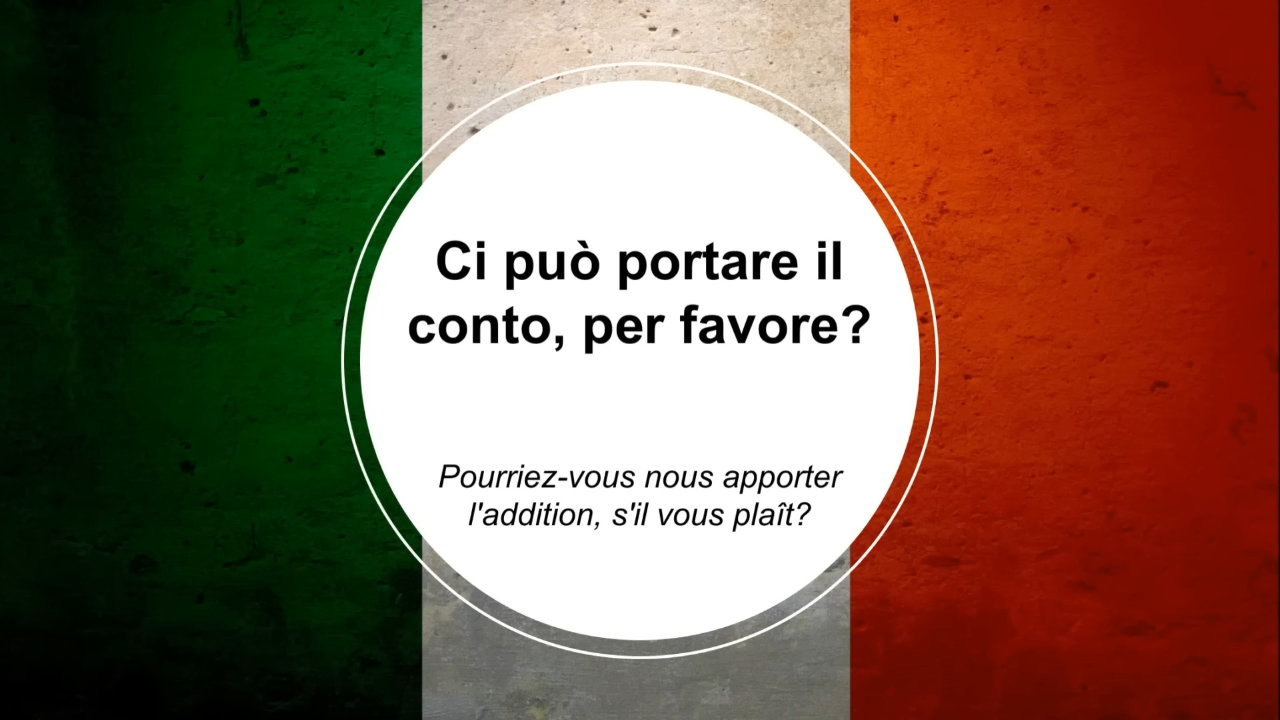 Ci può portare il
conto, per favore?
Pourriez-vous nous apporter
l'addition, s'il vous plaît?